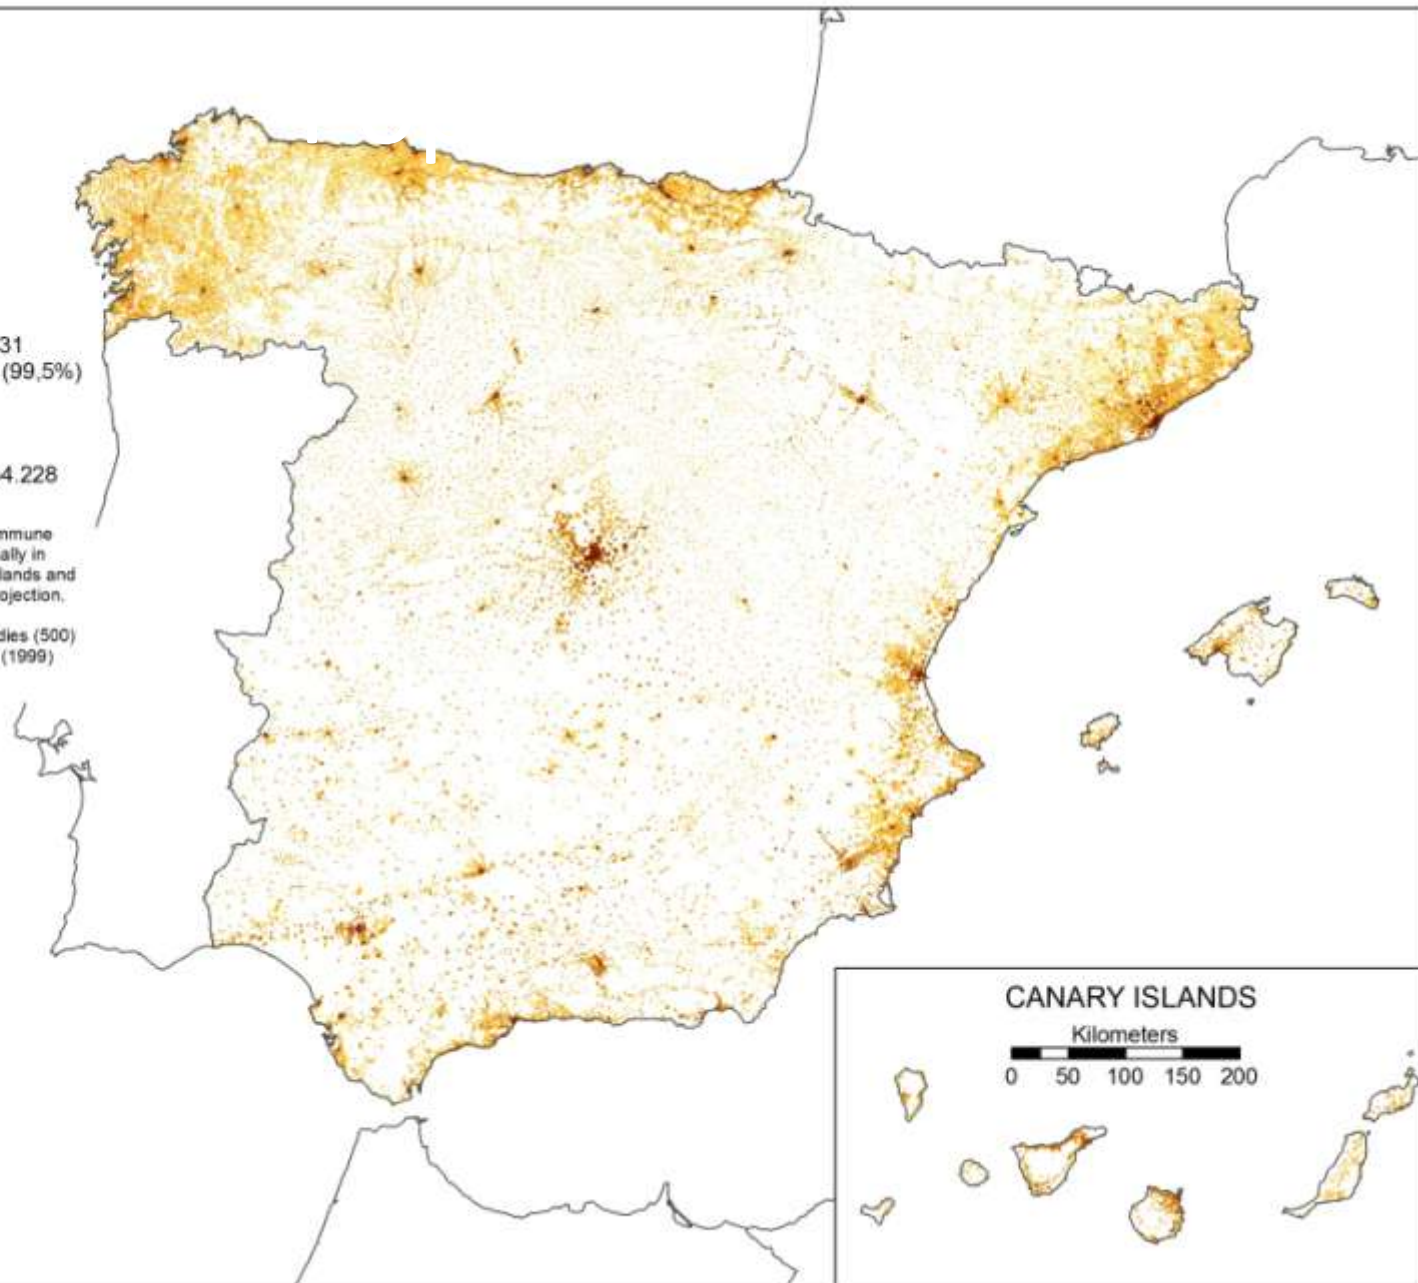 31
(99,5%)
4.228
mmune
ally in
lands and
ojection.
dies (500)
(1999)
CANARY ISLANDS
Kilometers
0 50 100 150 200